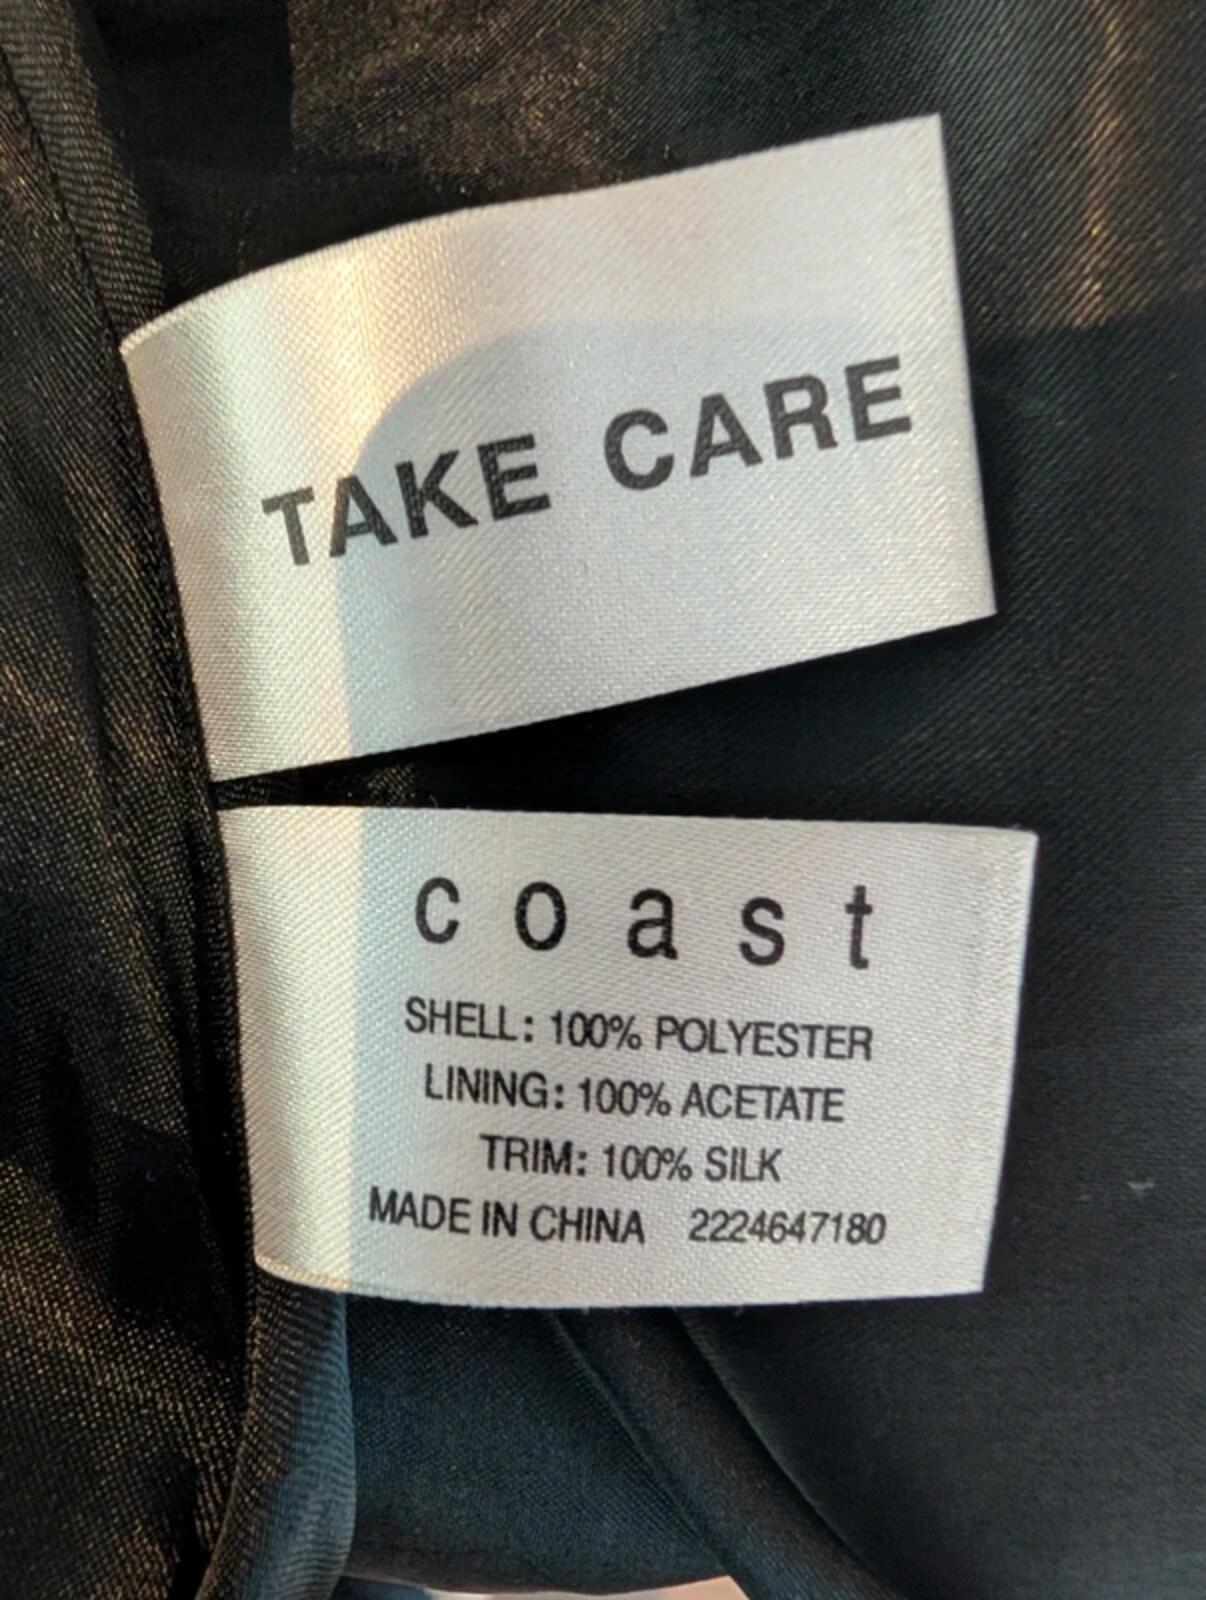 TAKE CARE
coast
SHELL: 100% POLYESTER
LINING: 100% ACETATE
TRIM: 100% SILK
MADE IN CHINA 2224647180